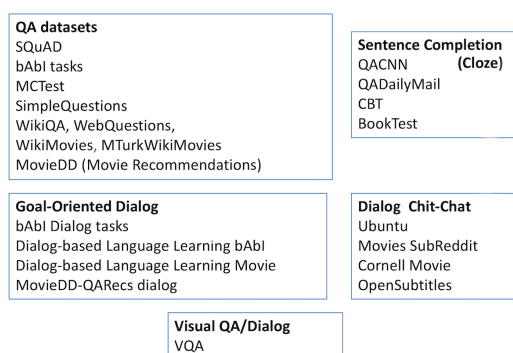 QA datasets
SQuAD
bAbI tasks
MCTest
SimpleQuestions
WikiQA, WebQuestions,
WikiMovies, MTurkWikiMovies
MovieDD (Movie Recommendations)
Sentence Completion
QACNN (Cloze)
QADailyMail
CBT
BookTest
Goal-Oriented Dialog
bAbI Dialog tasks
Dialog-based Language Learning bAbI
Dialog-based Language Learning Movie
MovieDD-QARecs dialog
Dialog Chit-Chat
Ubuntu
Movies SubReddit
Cornell Movie
OpenSubtitles
Visual QA/Dialog
VQA